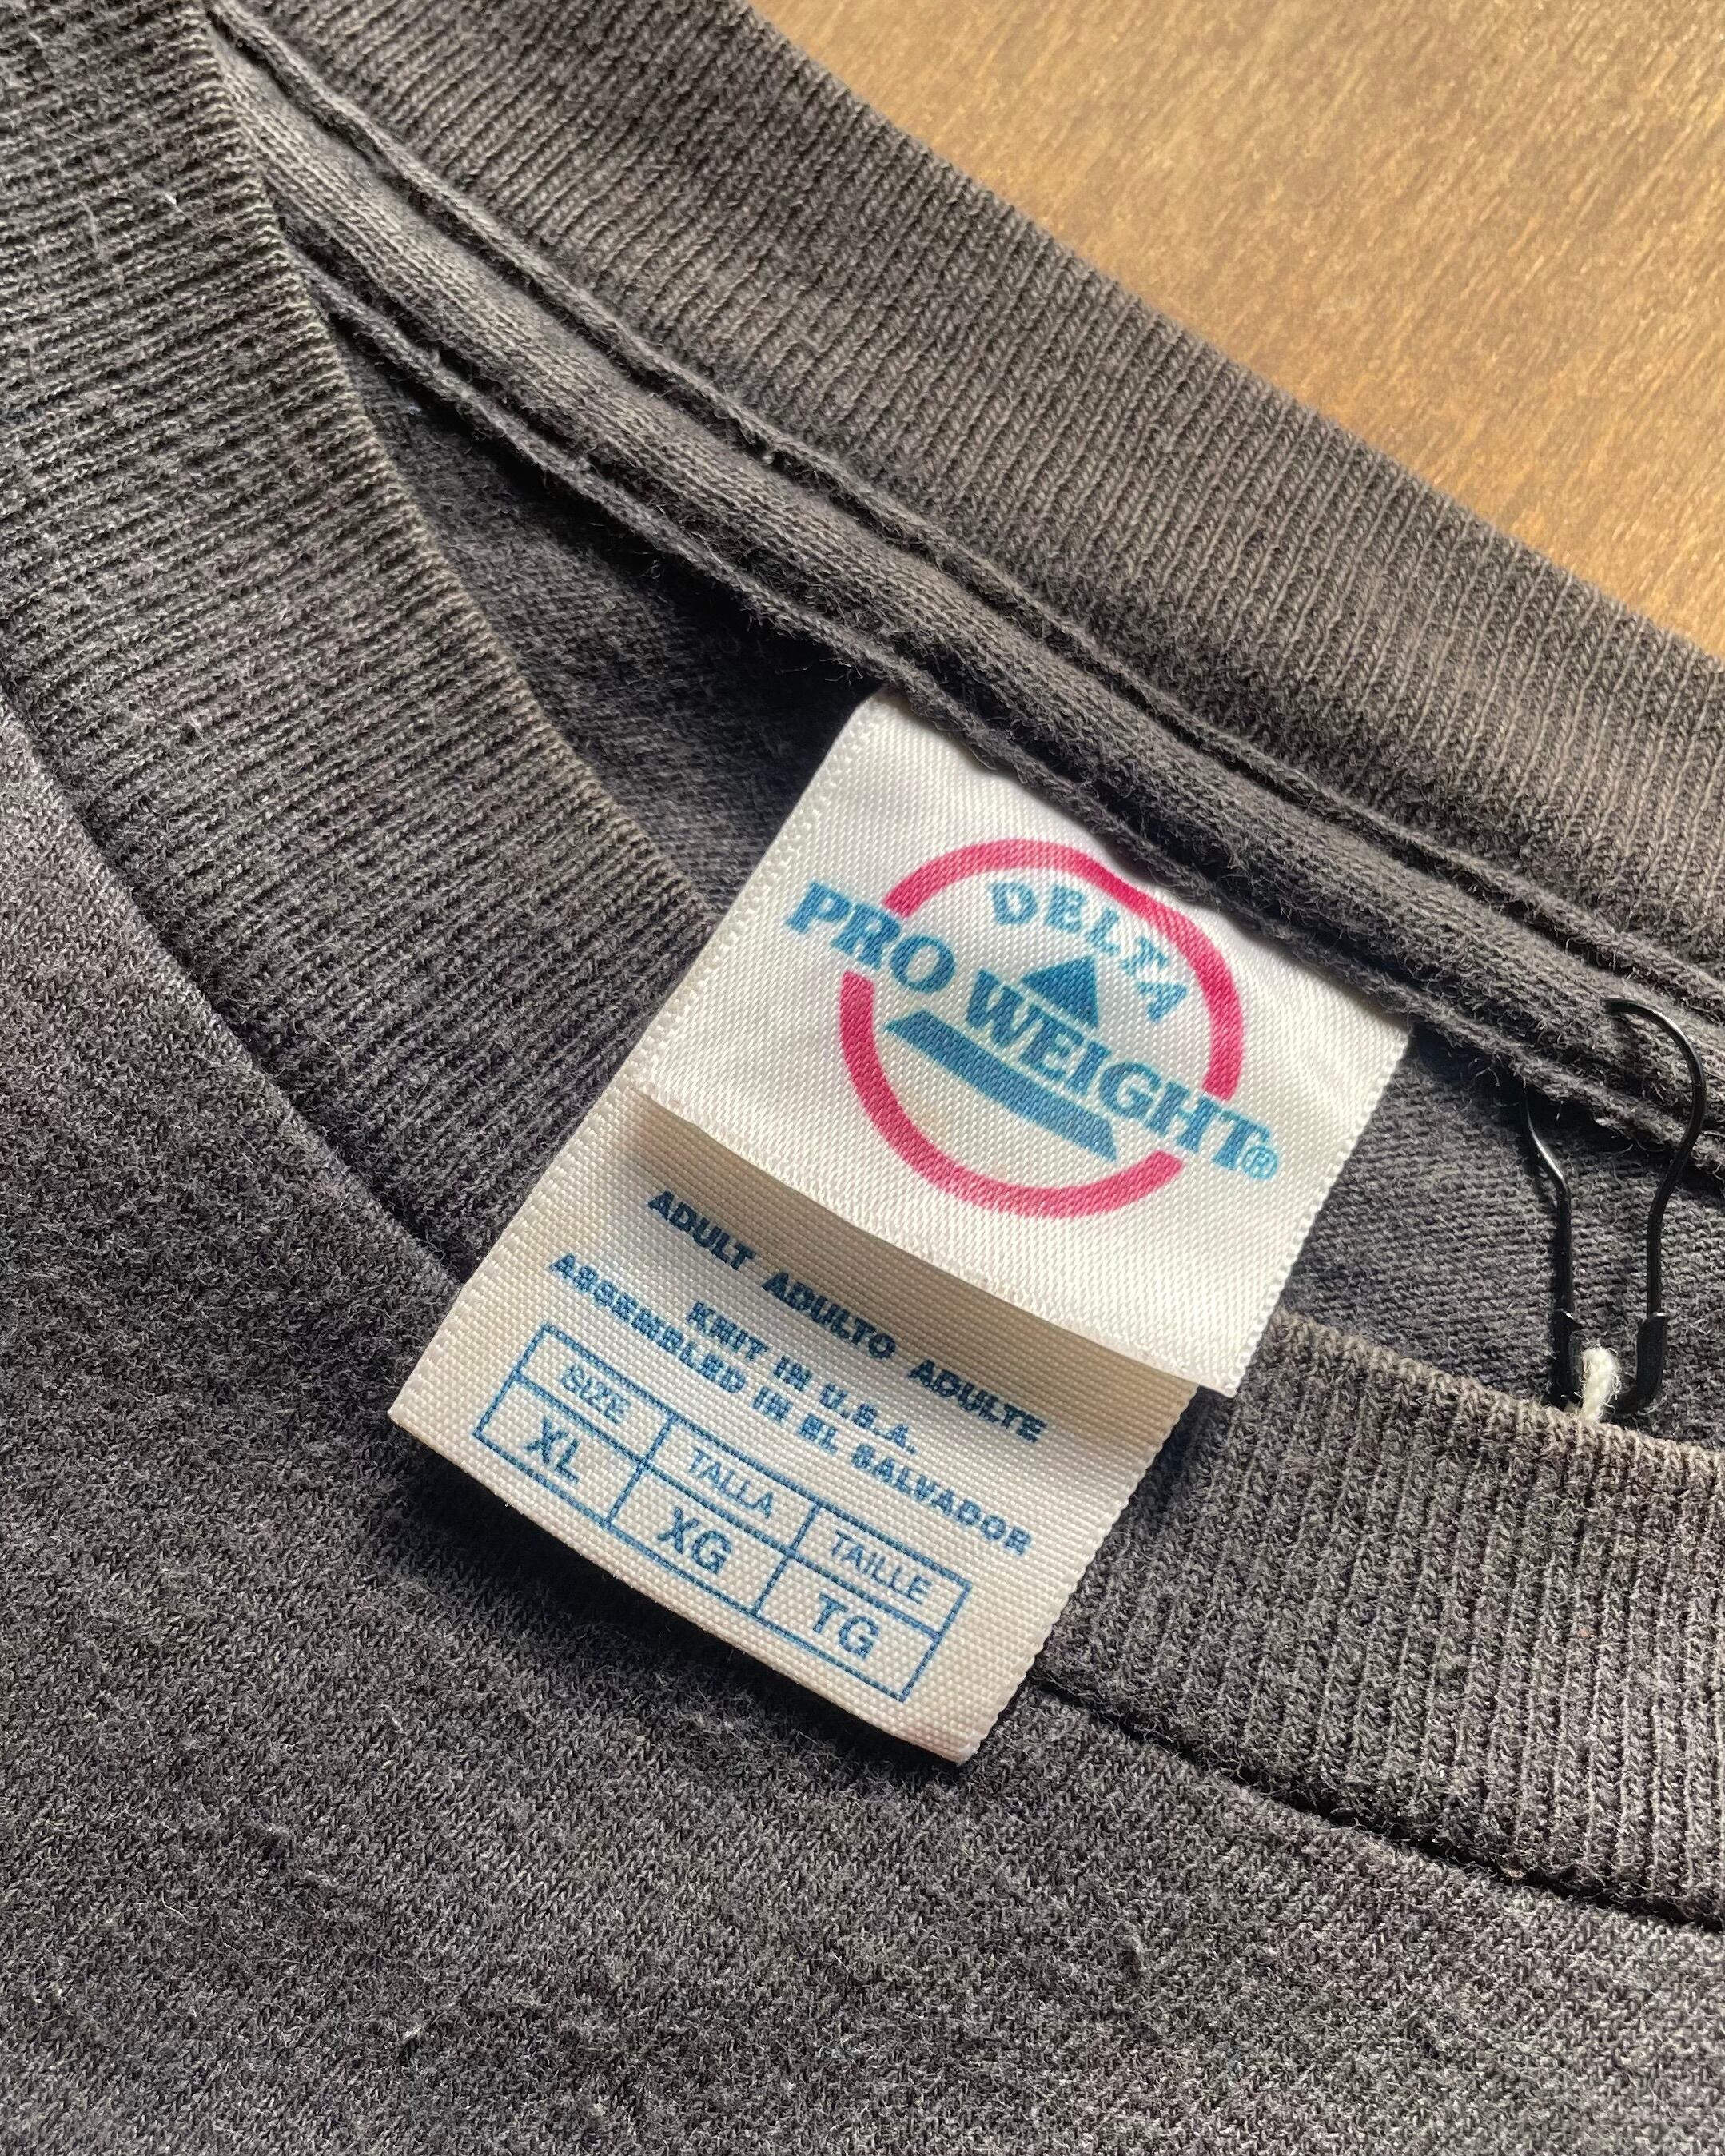 DELTA
PRO WEIGHT®
ADULT ADULTO ADULTE
KNIT IN U.S.A.
ASSEMBLED IN EL SALVADOR
SIZE TALLA TAILLE
XL XG TG